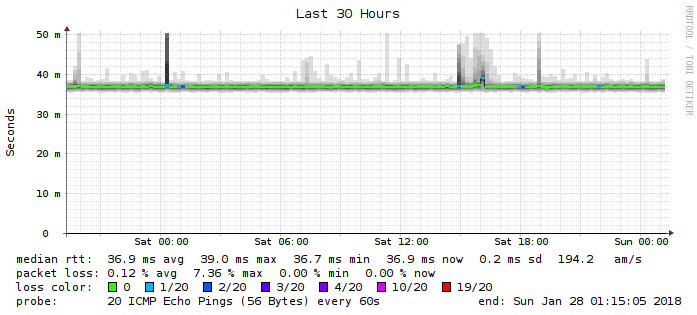 Last 30 Hours
RRDTOOL / TOBI OETIKER
Seconds
50 m
40 m
30 m
20 m
10 m
0
Sat 00:00 Sat 06:00 Sat 12:00 Sat 18:00 Sun 00:00
median rtt: 36.9 ms avg 39.0 ms max 36.7 ms min 36.9 ms now 0.2 ms sd 194.2 am/s
packet loss: 0.12 % avg 7.36 % max 0.00 % min 0.00 % now
loss color: 0 1/20 2/20 3/20 4/20 10/20 19/20
probe: 20 ICMP Echo Pings (56 Bytes) every 60s end: Sun Jan 28 01:15:05 2018